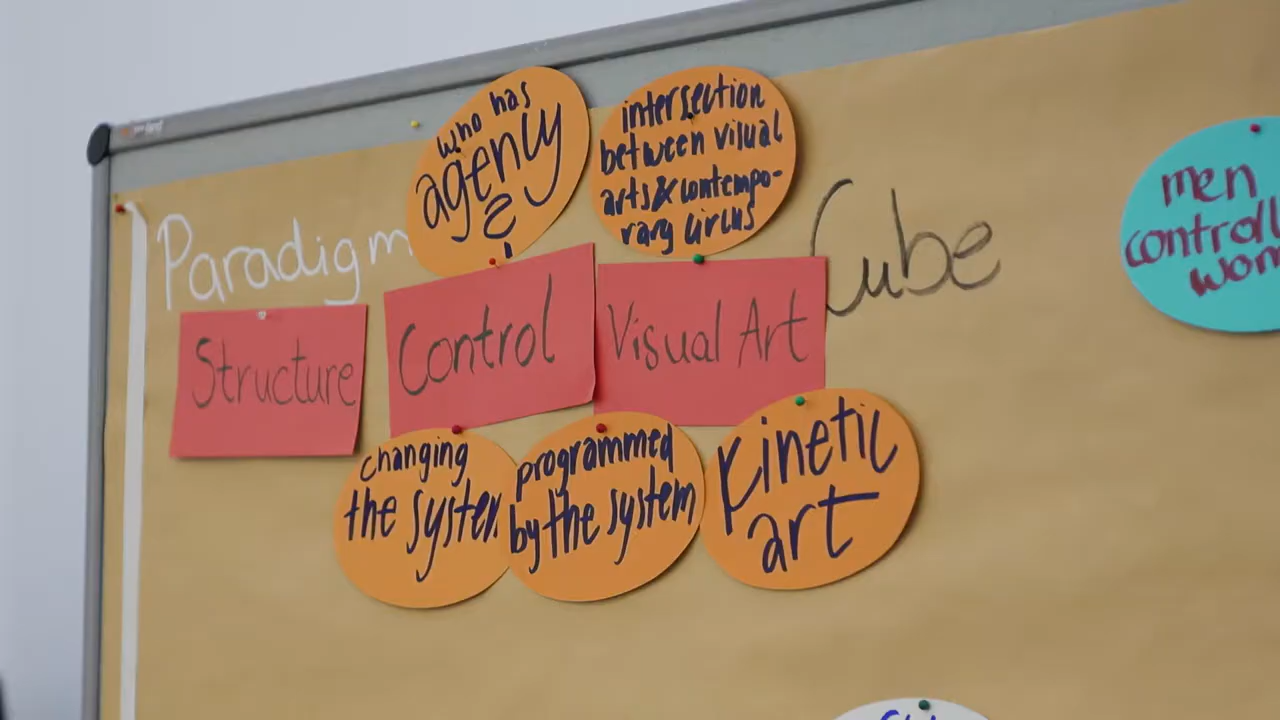 who has
agency
?
intersection
between visual
arts & contempo-
rary circus
men
controll
Paradigm
Cube
Structure
Control
Visual Art
changing
the system
programmed
by the system
kinetic
art